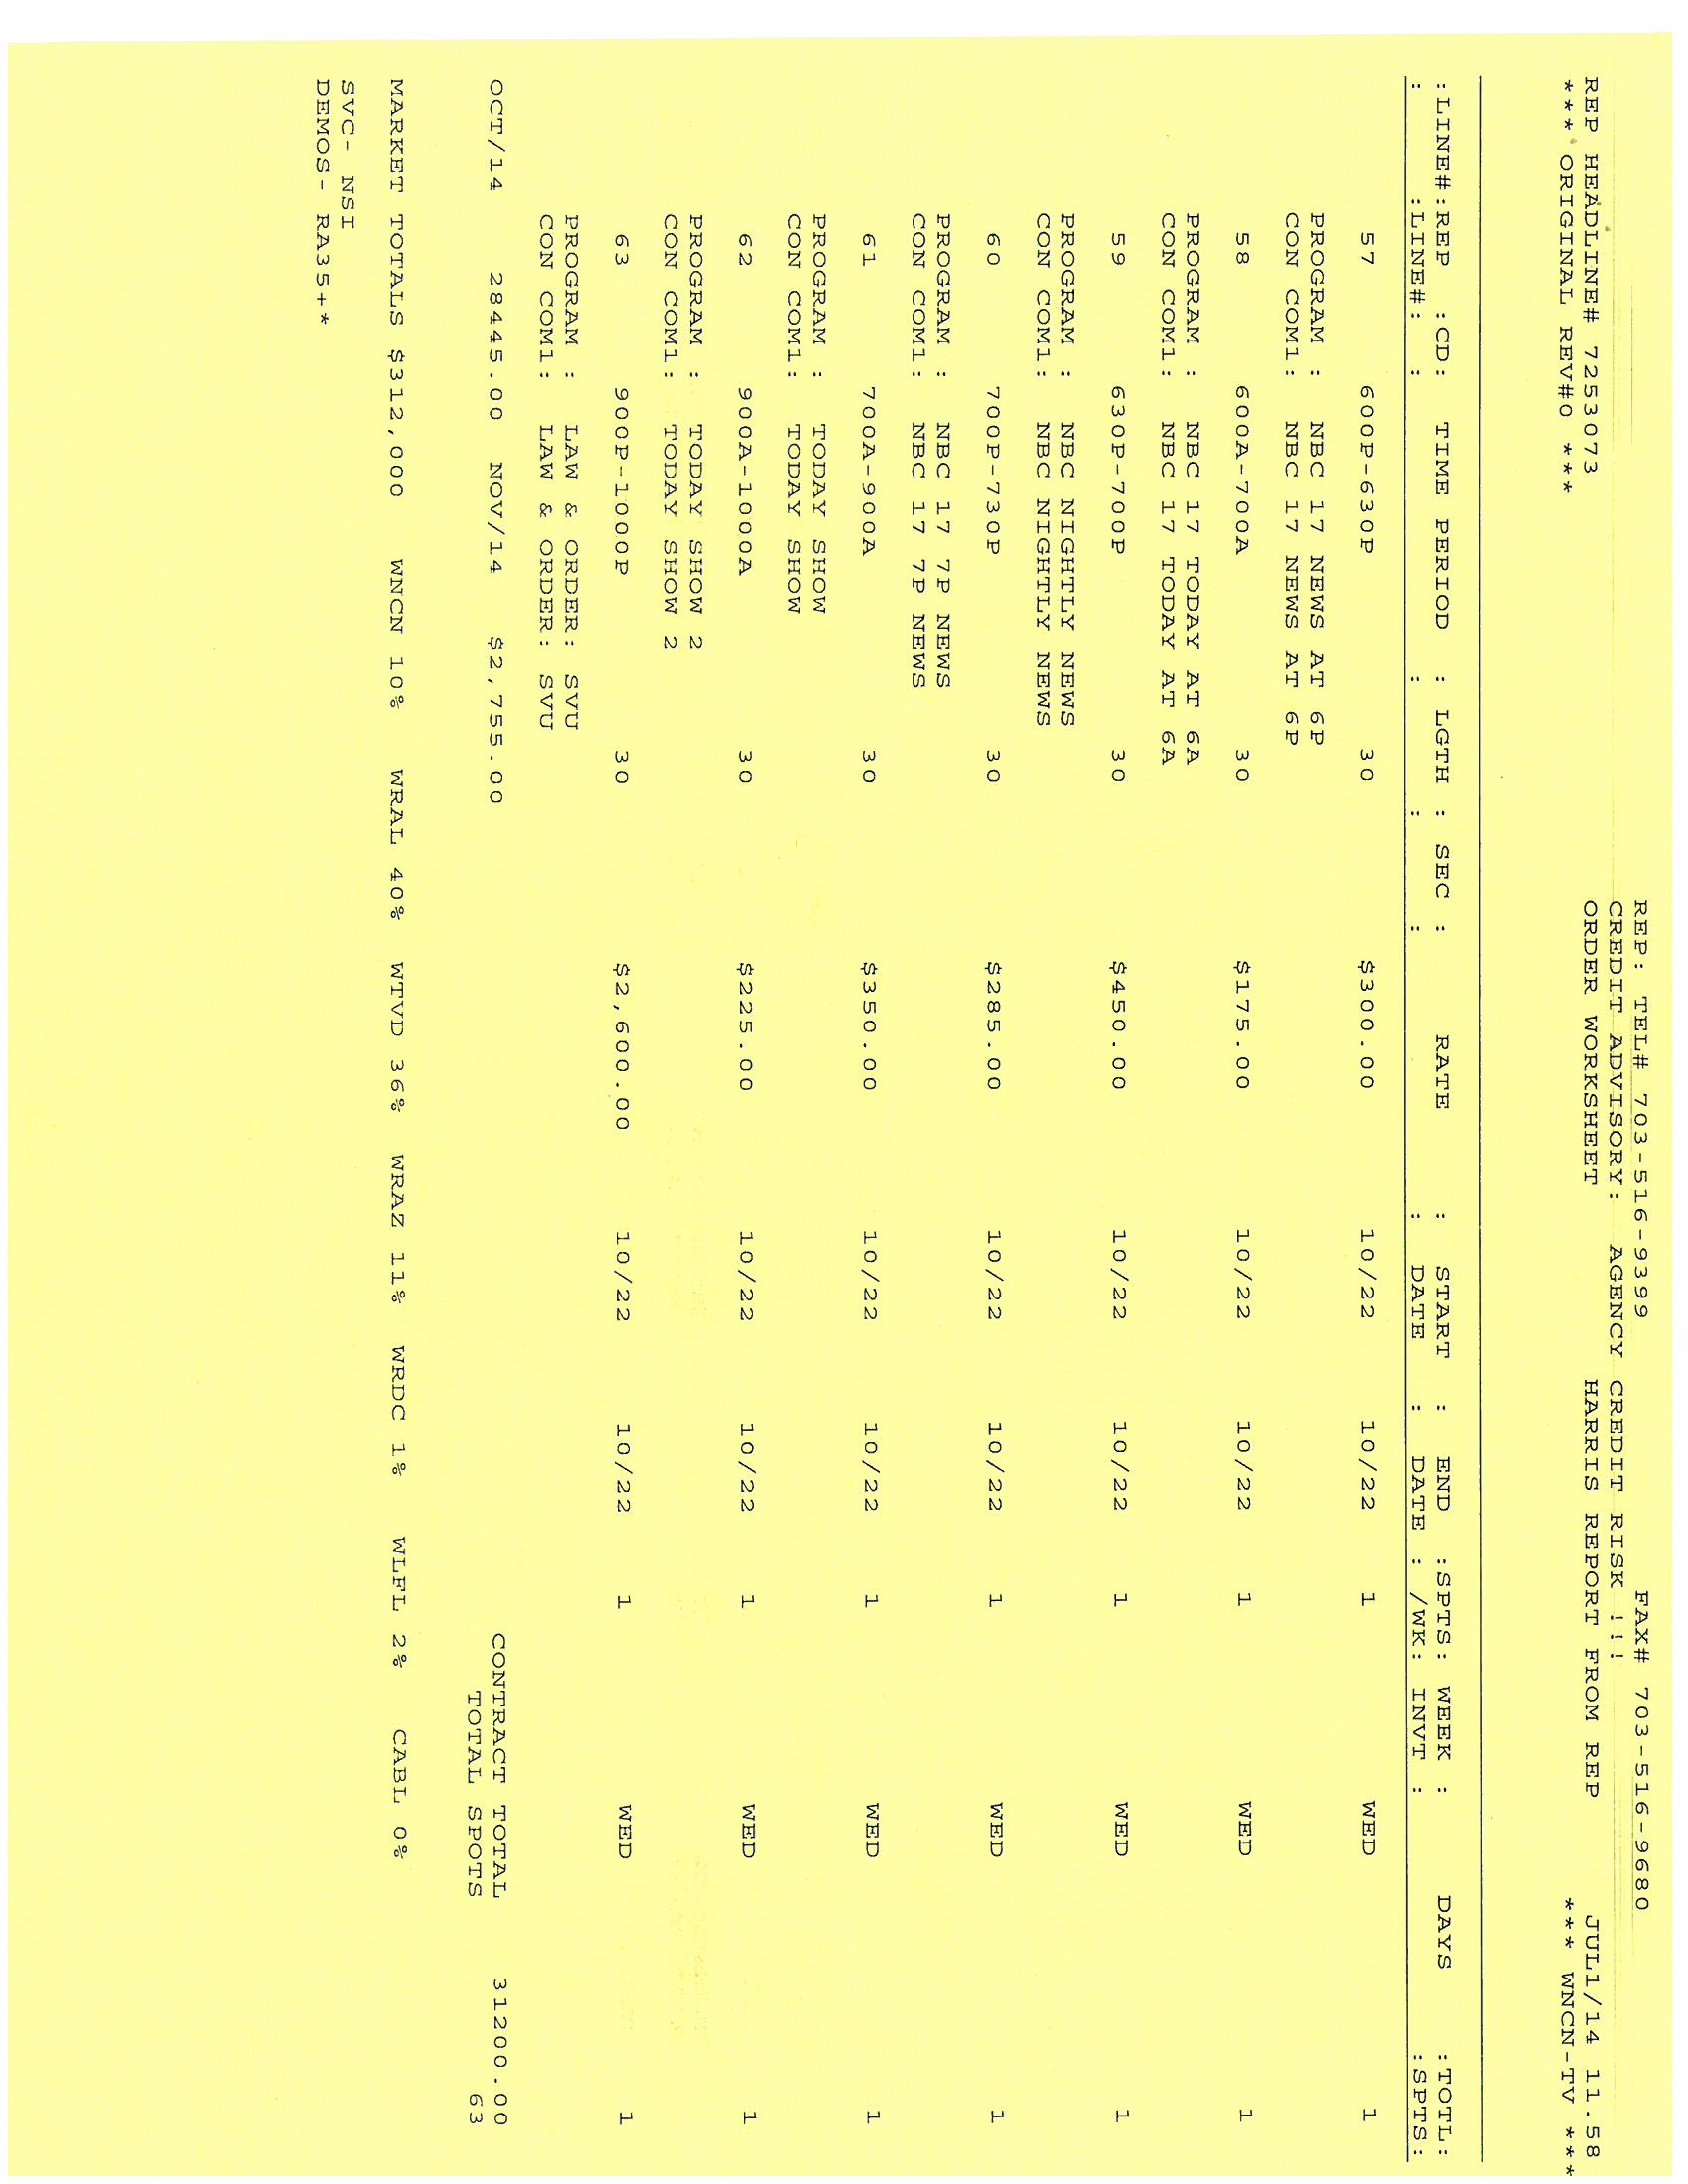 REP: TEL# 703-516-9399 FAX# 703-516-9680
CREDIT ADVISORY: AGENCY CREDIT RISK !!!
REP HEADLINE# 7253073 ORDER WORKSHEET HARRIS REPORT FROM REP JUL1/14 11.58
*** ORIGINAL REV#0 *** *** WNCN-TV ***
:LINE#:REP :CD: TIME PERIOD : LGTH : SEC : RATE : START : END :SPTS: WEEK : DAYS :TOTL:
: :LINE#: : : : : DATE : DATE : /WK: INVT : :SPTS:
57 600P-630P 30 $300.00 10/22 10/22 1 WED 1
PROGRAM : NBC 17 NEWS AT 6P
CON COM1: NBC 17 NEWS AT 6P
58 600A-700A 30 $175.00 10/22 10/22 1 WED 1
PROGRAM : NBC 17 TODAY AT 6A
CON COM1: NBC 17 TODAY AT 6A
59 630P-700P 30 $450.00 10/22 10/22 1 WED 1
PROGRAM : NBC NIGHTLY NEWS
CON COM1: NBC NIGHTLY NEWS
60 700P-730P 30 $285.00 10/22 10/22 1 WED 1
PROGRAM : NBC 17 7P NEWS
CON COM1: NBC 17 7P NEWS
61 700A-900A 30 $350.00 10/22 10/22 1 WED 1
PROGRAM : TODAY SHOW
CON COM1: TODAY SHOW
62 900A-1000A 30 $225.00 10/22 10/22 1 WED 1
PROGRAM : TODAY SHOW 2
CON COM1: TODAY SHOW 2
63 900P-1000P 30 $2,600.00 10/22 10/22 1 WED 1
PROGRAM : LAW & ORDER: SVU
CON COM1: LAW & ORDER: SVU
OCT/14 28445.00 NOV/14 $2,755.00 CONTRACT TOTAL 31200.00
TOTAL SPOTS 63
MARKET TOTALS $312,000 WNCN 10% WRAL 40% WTVD 36% WRAZ 11% WRDC 1% WLFL 2% CABL 0%
SVC- NSI
DEMOS- RA35+*